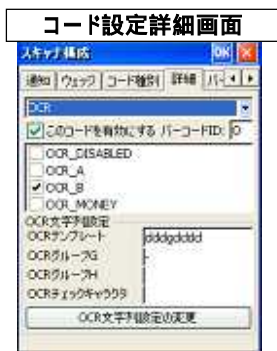 コード設定詳細画面
スキャナ構成 OK
通知 ウェッジ コード種別 詳細 バー
OCR
このコードを有効にする バーコードID: O
OCR_DISABLED
OCR_A
OCR_B
OCR_MONEY
OCR文字列設定
OCRテンプレート dddgdddd
OCRグループG -
OCRグループH
OCRチェックキャラクタ
OCR文字列設定の変更